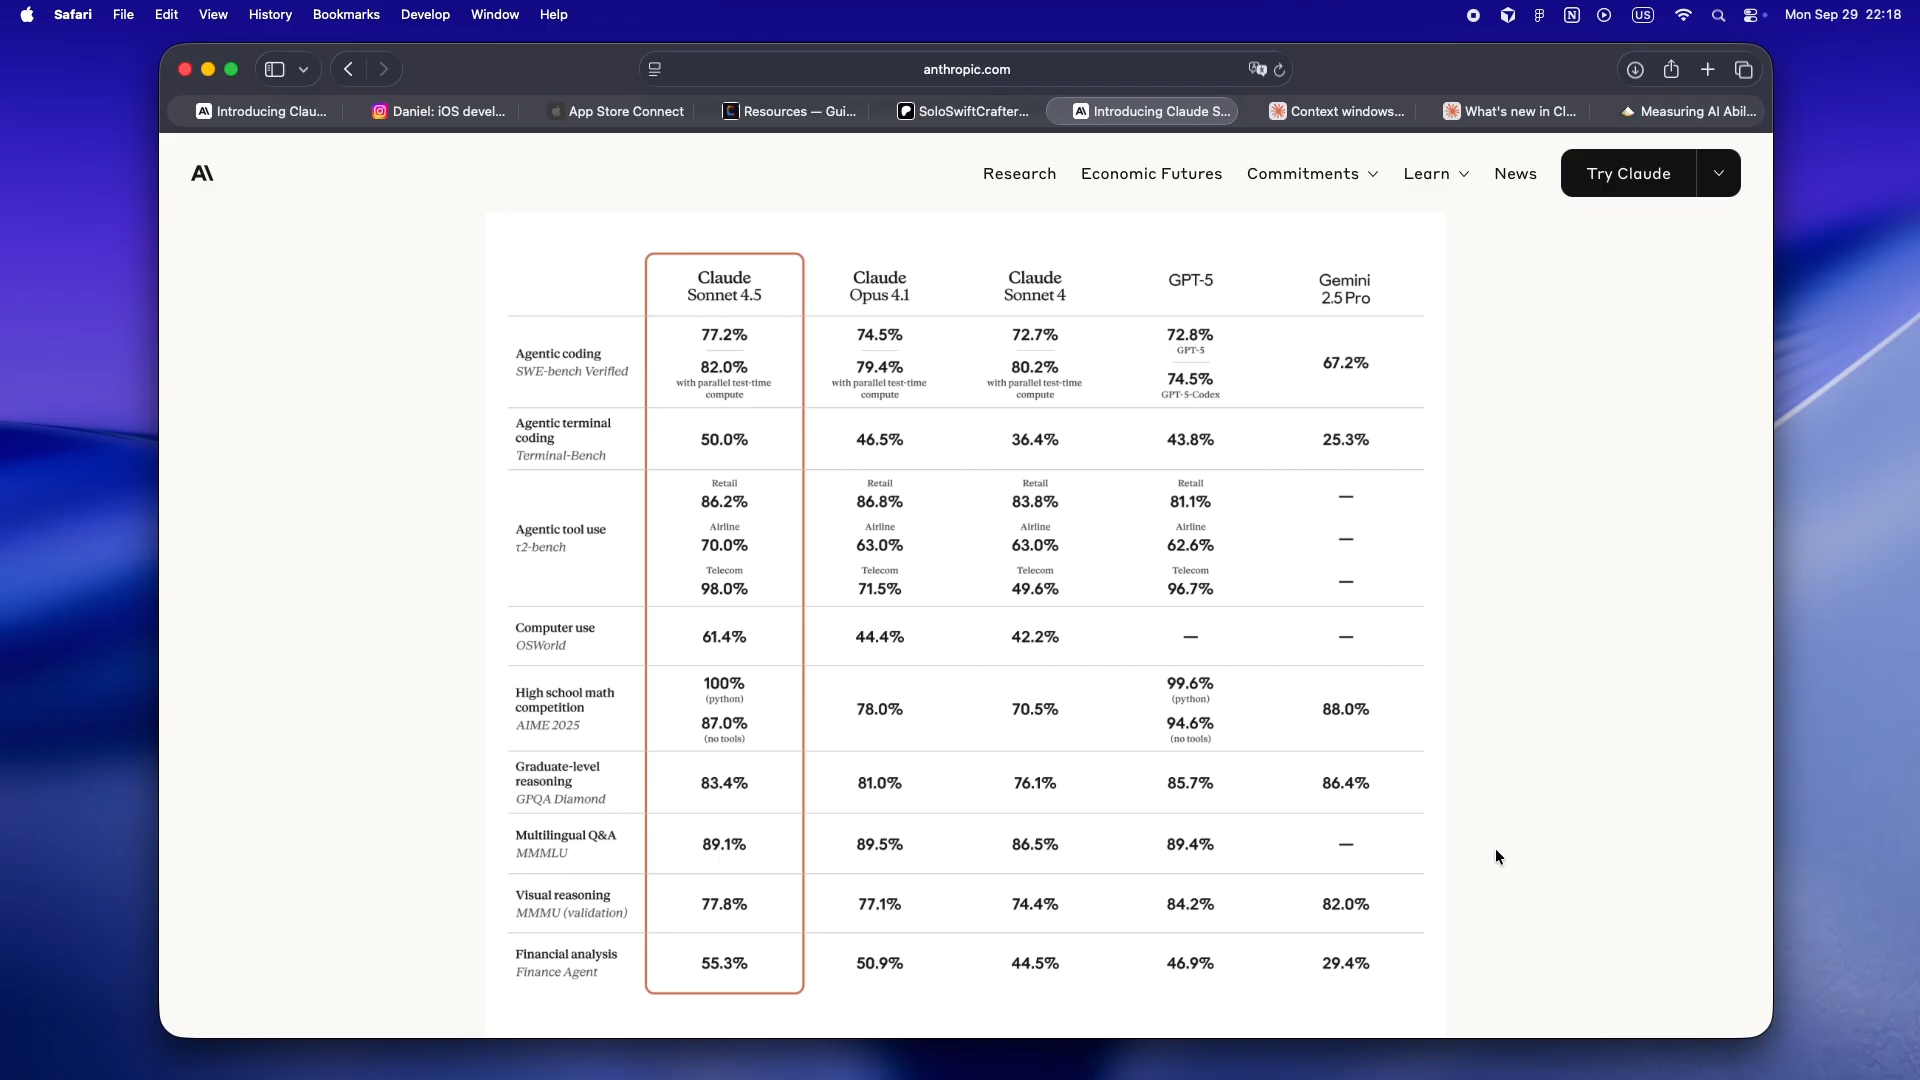 Safari File Edit View History Bookmarks Develop Window Help
US
Mon Sep 29 22:18
anthropic.com
Introducing Clau...
Daniel: iOS devel...
App Store Connect
Resources — Gui...
SoloSwiftCrafter...
Introducing Claude S...
Context windows...
What's new in Cl...
Measuring AI Abil...
Research Economic Futures Commitments Learn News Try Claude
Claude Sonnet 4.5
Claude Opus 4.1
Claude Sonnet 4
GPT-5
Gemini 2.5 Pro
Agentic coding
SWE-bench Verified
77.2%
82.0%
with parallel test-time
compute
74.5%
79.4%
with parallel test-time
compute
72.7%
80.2%
with parallel test-time
compute
72.8%
GPT-5
74.5%
GPT-5-Codex
67.2%
Agentic terminal
coding
Terminal-Bench
50.0% 46.5% 36.4% 43.8% 25.3%
Agentic tool use
τ2-bench
Retail Retail Retail Retail
86.2% 86.8% 83.8% 81.1% —
Airline Airline Airline Airline
70.0% 63.0% 63.0% 62.6% —
Telecom Telecom Telecom Telecom
98.0% 71.5% 49.6% 96.7% —
Computer use
OSWorld
61.4% 44.4% 42.2% — —
High school math
competition
AIME 2025
100%
(python)
87.0%
(no tools)
78.0%
70.5%
99.6%
(python)
94.6%
(no tools)
88.0%
Graduate-level
reasoning
GPQA Diamond
83.4% 81.0% 76.1% 85.7% 86.4%
Multilingual Q&A
MMMLU
89.1% 89.5% 86.5% 89.4% —
Visual reasoning
MMMU (validation)
77.8% 77.1% 74.4% 84.2% 82.0%
Financial analysis
Finance Agent
55.3% 50.9% 44.5% 46.9% 29.4%